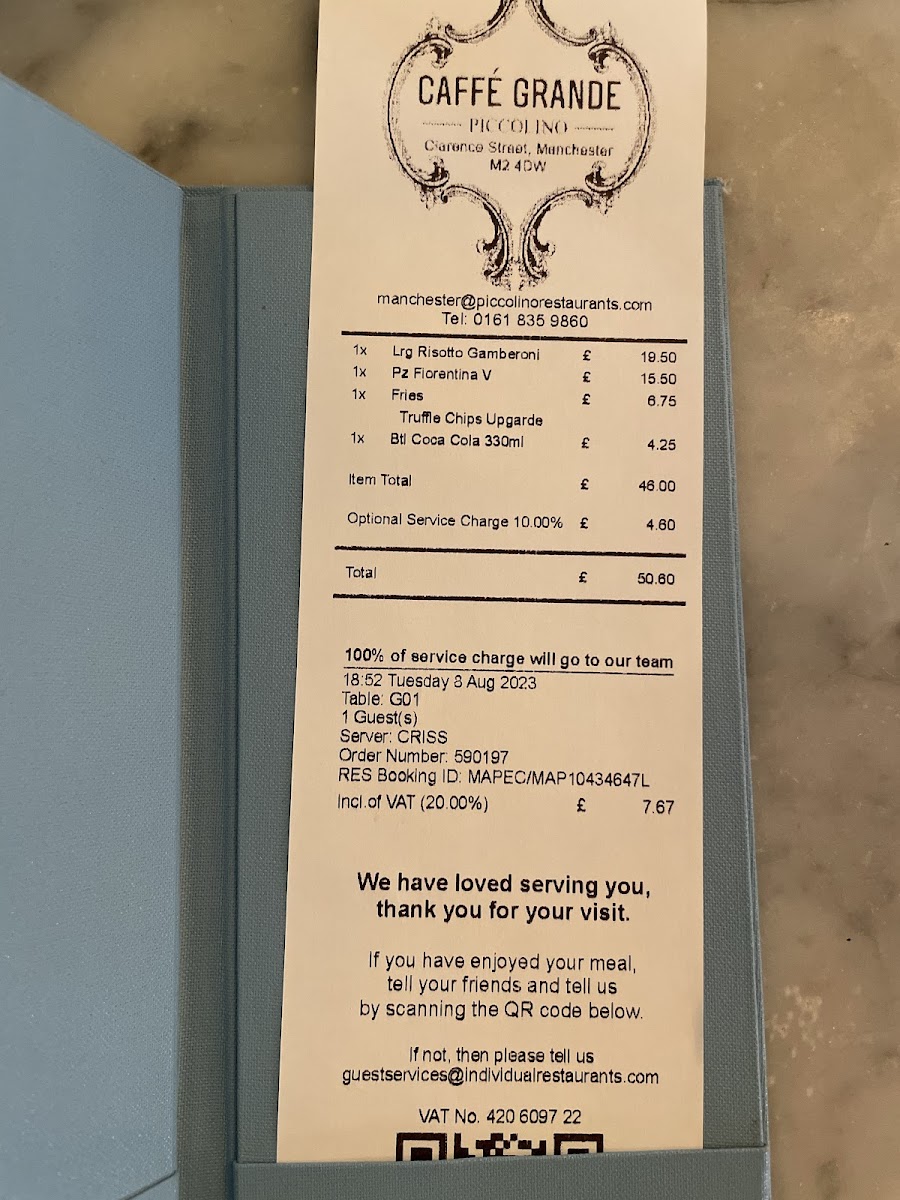 CAFFÉ GRANDE
PICCOLINO
Clarence Street, Manchester
M2 4DW
manchester@piccolinorestaurants.com
Tel: 0161 835 9860
1x Lrg Risotto Gamberoni £ 19.50
1x Pz Fiorentina V £ 15.50
1x Fries £ 6.75
Truffle Chips Upgarde
1x Btl Coca Cola 330ml £ 4.25
Item Total £ 46.00
Optional Service Charge 10.00% £ 4.60
Total £ 50.60
100% of service charge will go to our team
18:52 Tuesday 8 Aug 2023
Table: G01
1 Guest(s)
Server: CRISS
Order Number: 590197
RES Booking ID: MAPEC/MAP10434647L
Incl.of VAT (20.00%) £ 7.67
We have loved serving you,
thank you for your visit.
If you have enjoyed your meal,
tell your friends and tell us
by scanning the QR code below.
If not, then please tell us
guestservices@individualrestaurants.com
VAT No. 420 6097 22